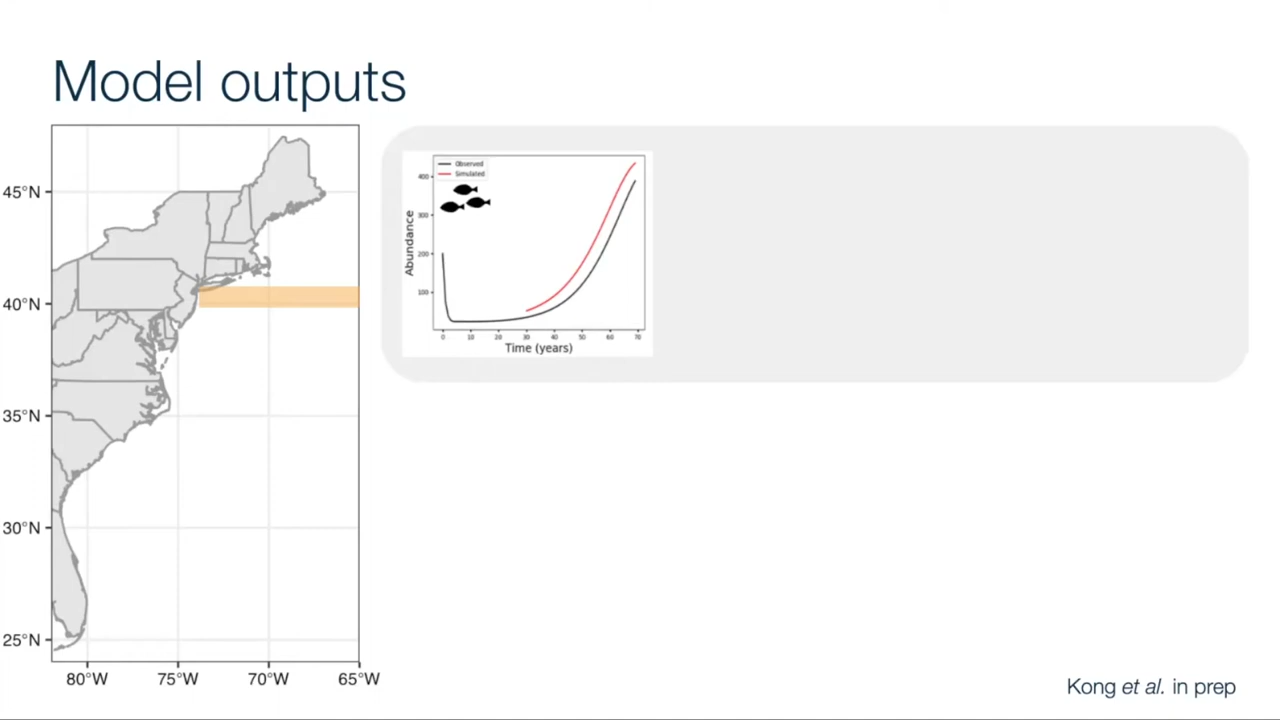 Model outputs
45°N
40°N
35°N
30°N
25°N
80°W
75°W
70°W
65°W
Observed
Simulated
400
300
200
100
Abundance
0
10
20
30
40
50
60
70
Time (years)
Kong et al. in prep